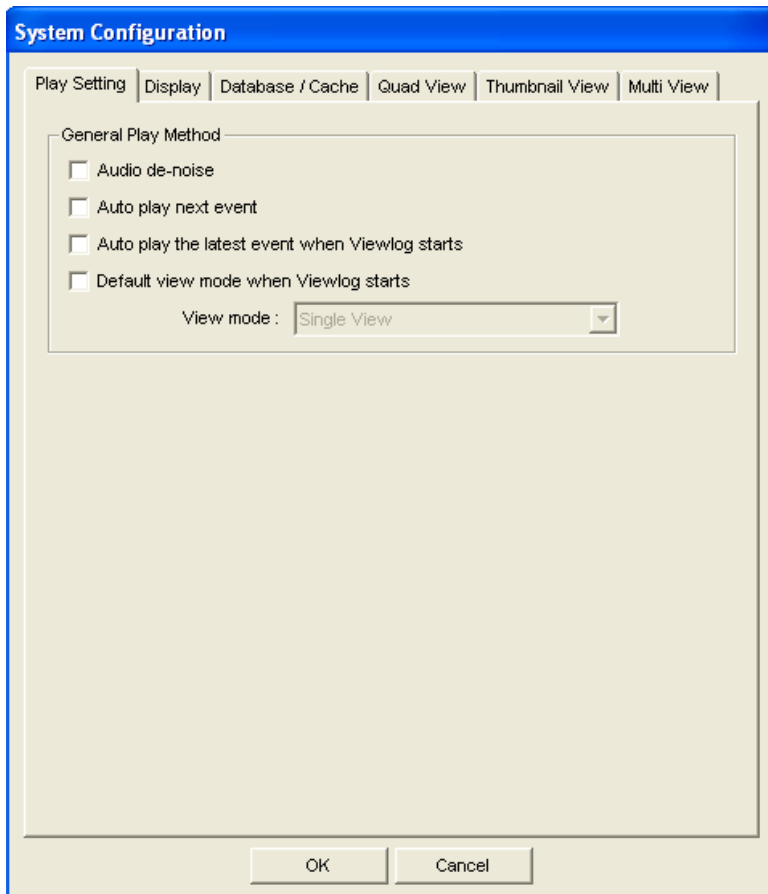 System Configuration
Play Setting Display Database / Cache Quad View Thumbnail View Multi View
General Play Method
Audio de-noise
Auto play next event
Auto play the latest event when Viewlog starts
Default view mode when Viewlog starts
View mode : Single View
OK Cancel